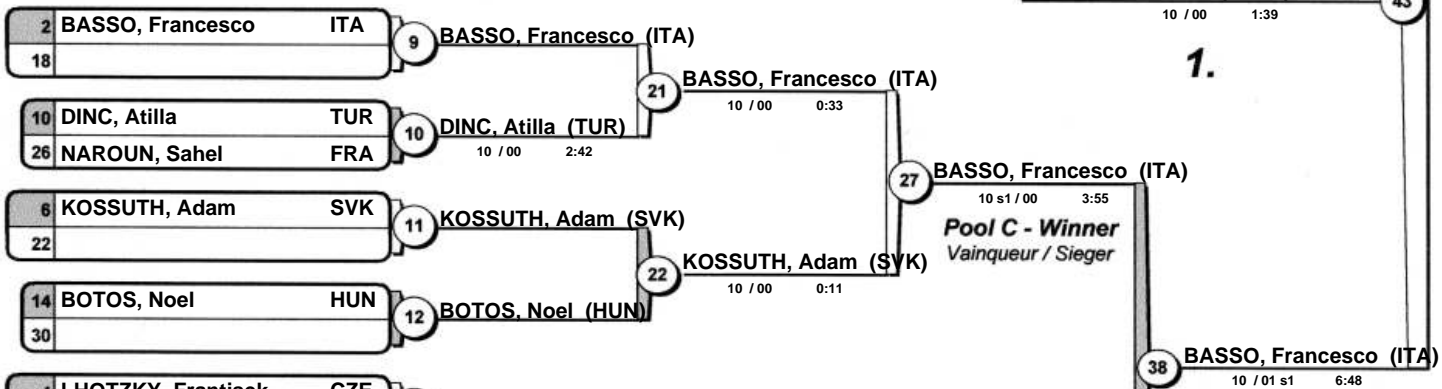 10 / 00 1:39
43
1.
2 BASSO, Francesco ITA
18
9
BASSO, Francesco (ITA)
21
BASSO, Francesco (ITA)
10 / 00 0:33
10 DINC, Atilla TUR
26 NAROUN, Sahel FRA
10
DINC, Atilla (TUR)
10 / 00 2:42
27
BASSO, Francesco (ITA)
10 s1 / 00 3:55
Pool C - Winner
Vainqueur / Sieger
6 KOSSUTH, Adam SVK
22
11
KOSSUTH, Adam (SVK)
22
KOSSUTH, Adam (SVK)
10 / 00 0:11
14 BOTOS, Noel HUN
30
12
BOTOS, Noel (HUN)
38
BASSO, Francesco (ITA)
10 / 01 s1 6:48
LHOTZKY, Frantisek CZE